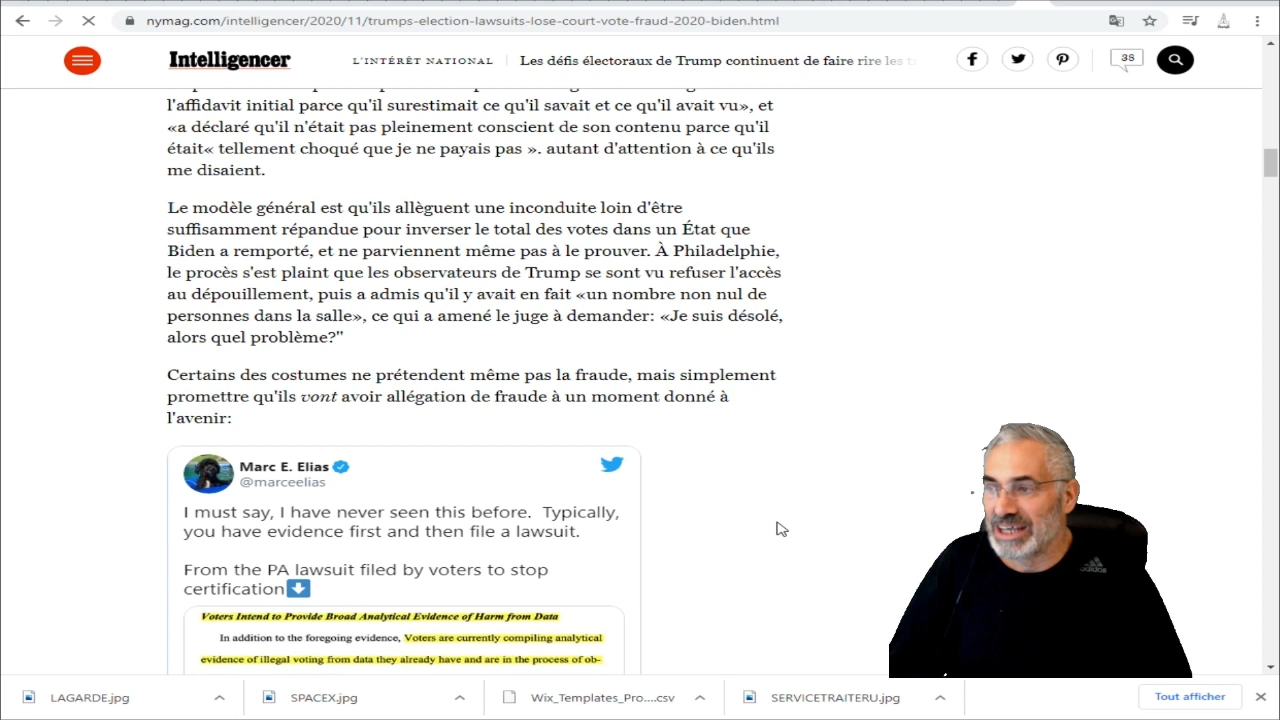 nymag.com/intelligencer/2020/11/trumps-election-lawsuits-lose-court-vote-fraud-2020-biden.html
Intelligencer L'INTÉRÊT NATIONAL Les défis électoraux de Trump continuent de faire rire les 38
l'affidavit initial parce qu'il surestimait ce qu'il savait et ce qu'il avait vu», et
«a déclaré qu'il n'était pas pleinement conscient de son contenu parce qu'il
était« tellement choqué que je ne payais pas ». autant d'attention à ce qu'ils
me disaient.
Le modèle général est qu'ils allèguent une inconduite loin d'être
suffisamment répandue pour inverser le total des votes dans un État que
Biden a remporté, et ne parviennent même pas à le prouver. À Philadelphie,
le procès s'est plaint que les observateurs de Trump se sont vu refuser l'accès
au dépouillement, puis a admis qu'il y avait en fait «un nombre non nul de
personnes dans la salle», ce qui a amené le juge à demander: «Je suis désolé,
alors quel problème?"
Certains des costumes ne prétendent même pas la fraude, mais simplement
promettre qu'ils vont avoir allégation de fraude à un moment donné à
l'avenir:
Marc E. Elias
@marceelias
I must say, I have never seen this before. Typically,
you have evidence first and then file a lawsuit.
From the PA lawsuit filed by voters to stop
certification
Voters Intend to Provide Broad Analytical Evidence of Harm from Data
In addition to the foregoing evidence, Voters are currently compiling analytical
evidence of illegal voting from data they already have and are in the process of ob-
adidas
LAGARDE.jpg SPACEX.jpg Wix_Templates_Pro....csv SERVICETRAITERU.jpg Tout afficher